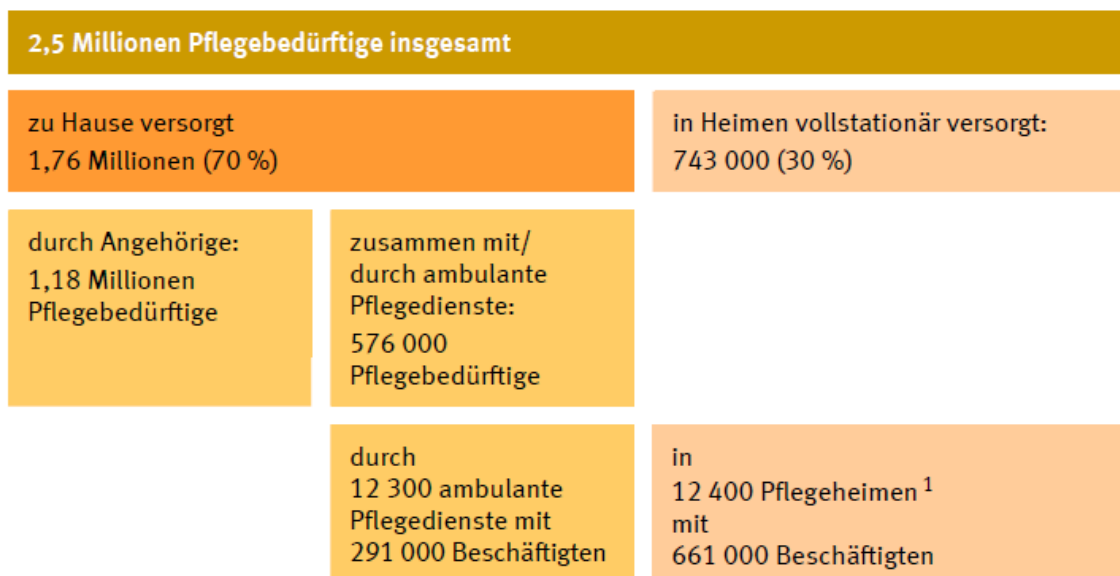 2,5 Millionen Pflegebedürftige insgesamt
zu Hause versorgt
1,76 Millionen (70 %)
in Heimen vollstationär versorgt:
743 000 (30 %)
durch Angehörige:
1,18 Millionen
Pflegebedürftige
zusammen mit/
durch ambulante
Pflegedienste:
576 000
Pflegebedürftige
durch
12 300 ambulante
Pflegedienste mit
291 000 Beschäftigten
in
12 400 Pflegeheimen ¹
mit
661 000 Beschäftigten